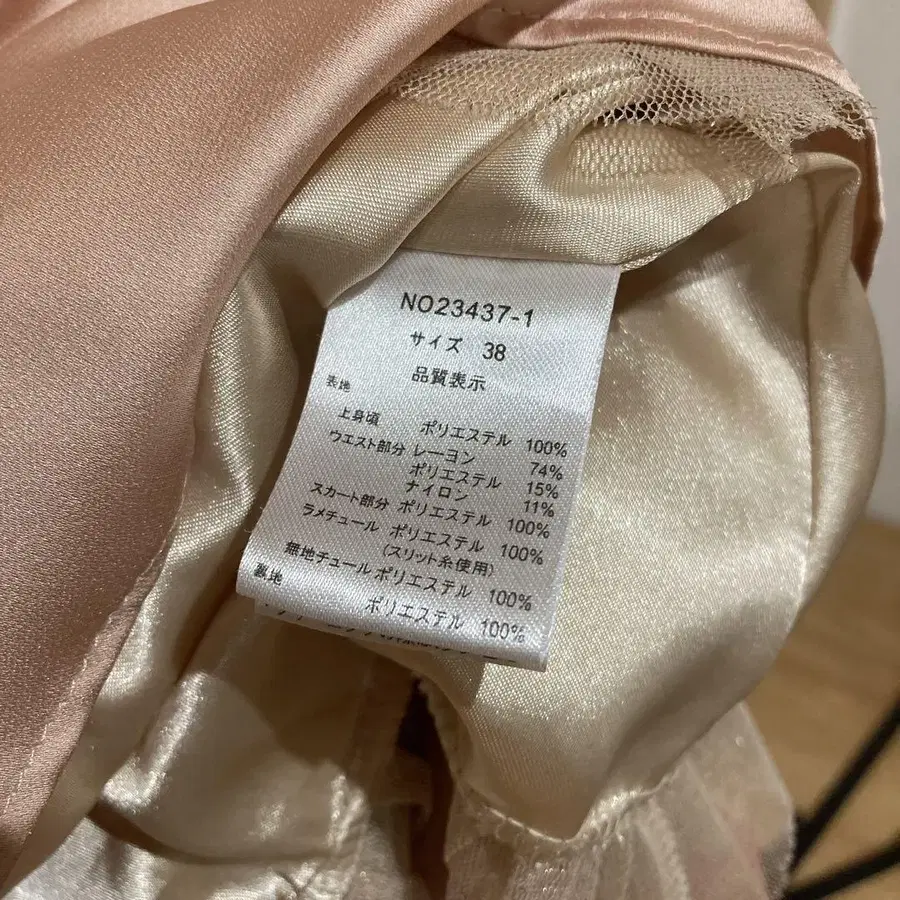 NO23437-1
サイズ 38
品質表示
表地
上身頃 ポリエステル 100%
ウエスト部分 レーヨン 74%
ポリエステル 15%
ナイロン 11%
スカート部分 ポリエステル 100%
ラメチュール ポリエステル 100%
(スリット糸使用)
無地チュール ポリエステル 100%
裏地
ポリエステル 100%